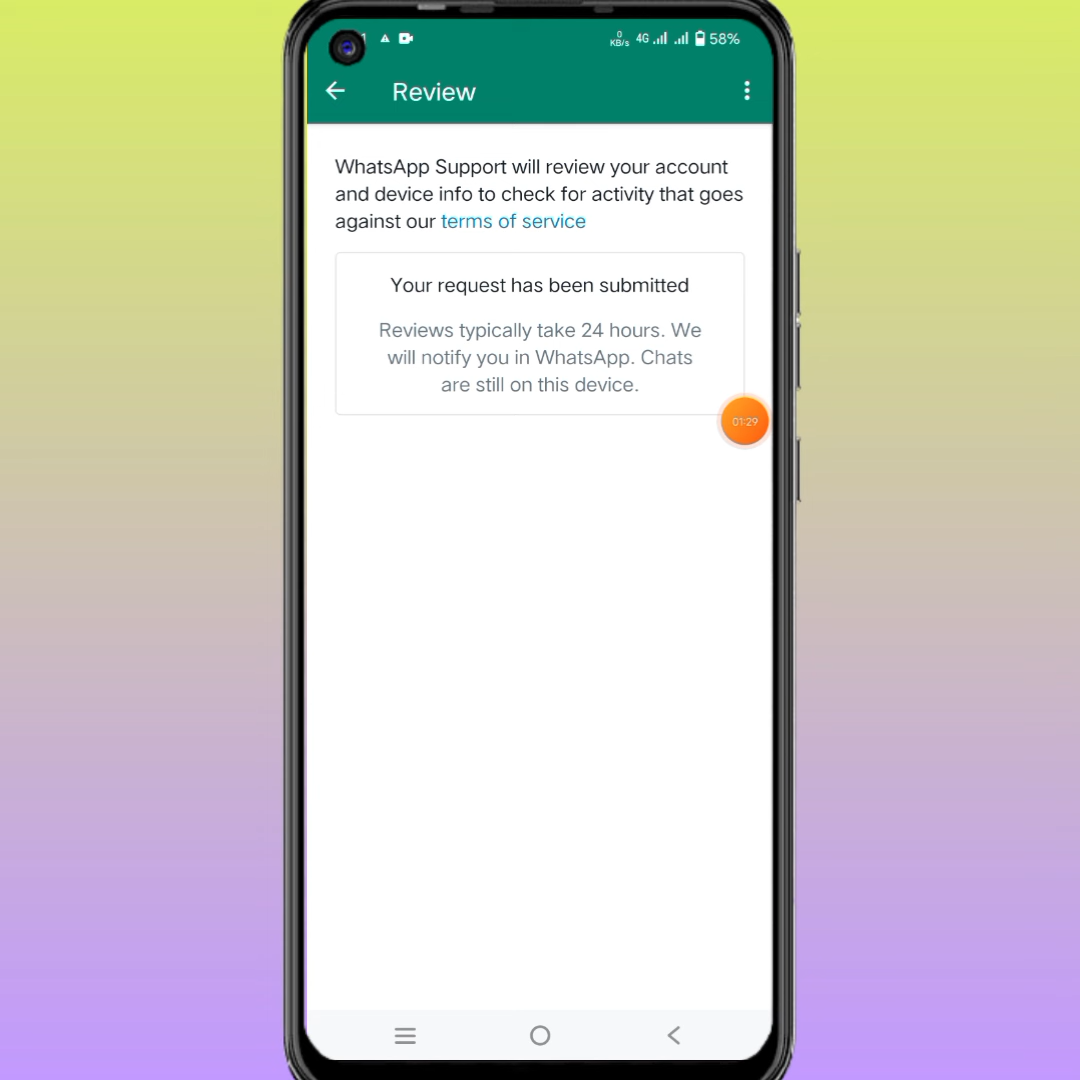 0 KB/s 4G 58%
Review
WhatsApp Support will review your account
and device info to check for activity that goes
against our terms of service
Your request has been submitted
Reviews typically take 24 hours. We
will notify you in WhatsApp. Chats
are still on this device.
01:29